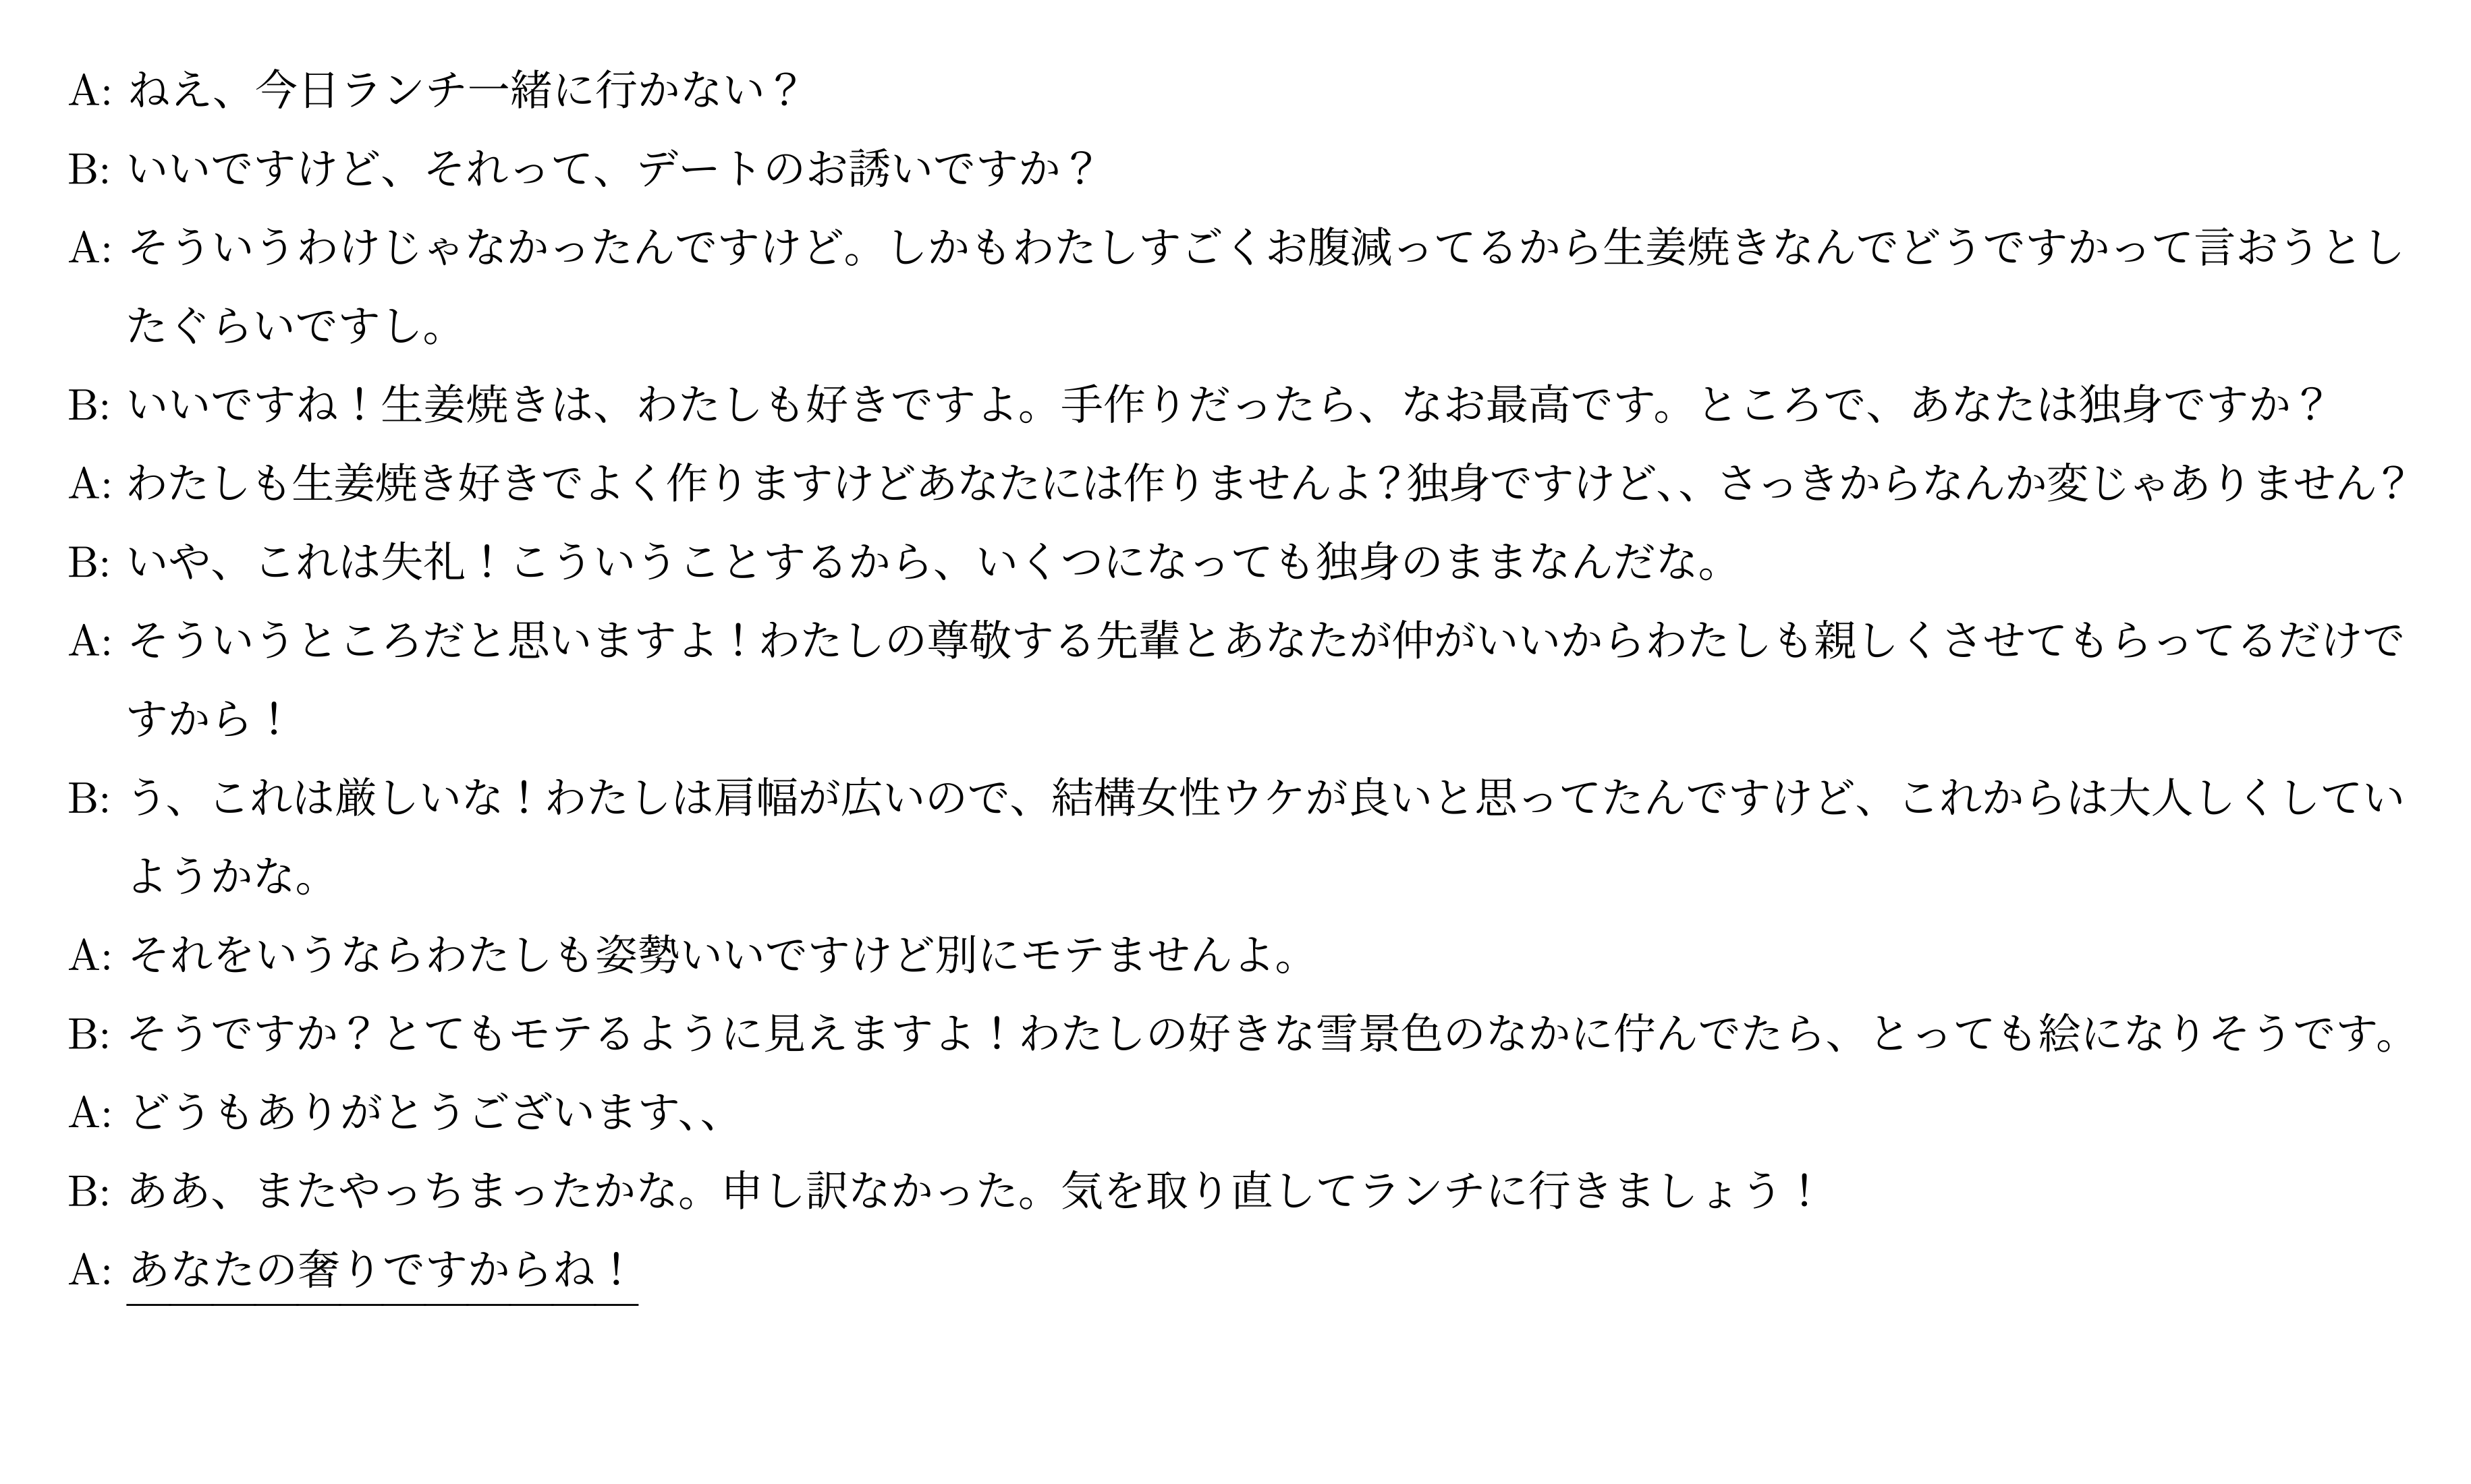 A: ねえ、今日ランチ一緒に行かない？
B: いいですけど、それって、デートのお誘いですか？
A: そういうわけじゃなかったんですけど。しかもわたしすごくお腹減ってるから生姜焼きなんでどうですかって言おうとし
たぐらいですし。
B: いいですね！生姜焼きは、わたしも好きですよ。手作りだったら、なお最高です。ところで、あなたは独身ですか？
A: わたしも生姜焼き好きでよく作りますけどあなたには作りませんよ？独身ですけど、、さっきからなんか変じゃありません？
B: いや、これは失礼！こういうことするから、いくつになっても独身のままなんだな。
A: そういうところだと思いますよ！わたしの尊敬する先輩とあなたが仲がいいからわたしも親しくさせてもらってるだけで
すから！
B: う、これは厳しいな！わたしは肩幅が広いので、結構女性ウケが良いと思ってたんですけど、これからは大人しくしてい
ようかな。
A: それをいうならわたしも姿勢いいですけど別にモテませんよ。
B: そうですか？とてもモテるように見えますよ！わたしの好きな雪景色のなかに佇んでたら、とっても絵になりそうです。
A: どうもありがとうございます、、
B: ああ、またやっちまったかな。申し訳なかった。気を取り直してランチに行きましょう！
A: あなたの奢りですからね！